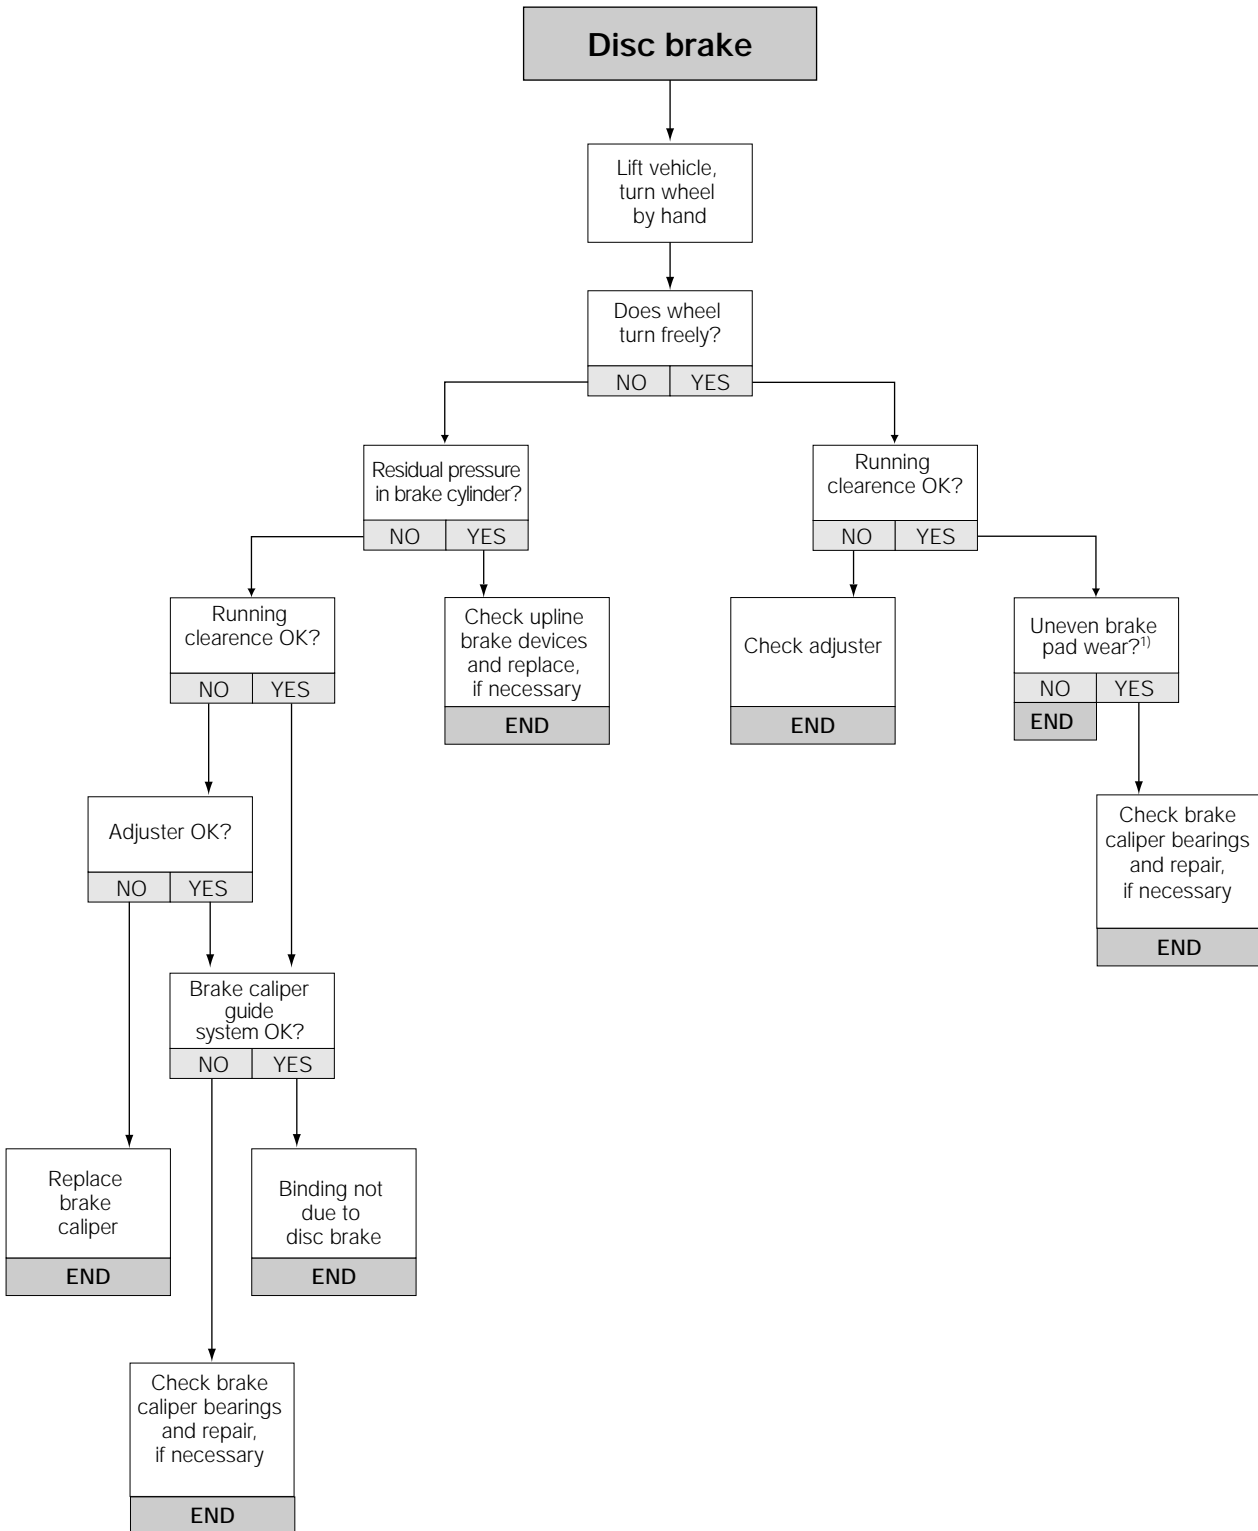 Disc brake
Lift vehicle,
turn wheel
by hand
Does wheel
turn freely?
NO YES
Residual pressure
in brake cylinder?
NO YES
Running
clearence OK?
NO YES
Running
clearence OK?
NO YES
Check upline
brake devices
and replace,
if necessary
END
Check adjuster
END
Uneven brake
pad wear?1)
NO YES
END
Adjuster OK?
NO YES
Check brake
caliper bearings
and repair,
if necessary
END
Brake caliper
guide
system OK?
NO YES
Replace
brake
caliper
END
Binding not
due to
disc brake
END
Check brake
caliper bearings
and repair,
if necessary
END